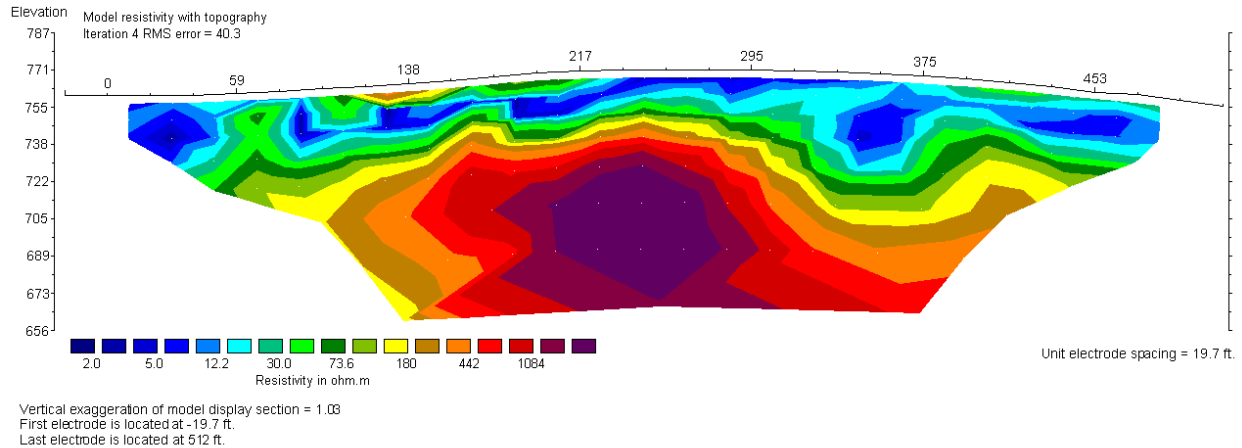 Elevation
Model resistivity with topography
Iteration 4 RMS error = 40.3
787
771
755
738
722
705
689
673
656
0
59
138
217
295
375
453
2.0 5.0 12.2 30.0 73.6 180 442 1084
Resistivity in ohm.m
Unit electrode spacing = 19.7 ft.
Vertical exaggeration of model display section = 1.03
First electrode is located at -19.7 ft.
Last electrode is located at 512 ft.